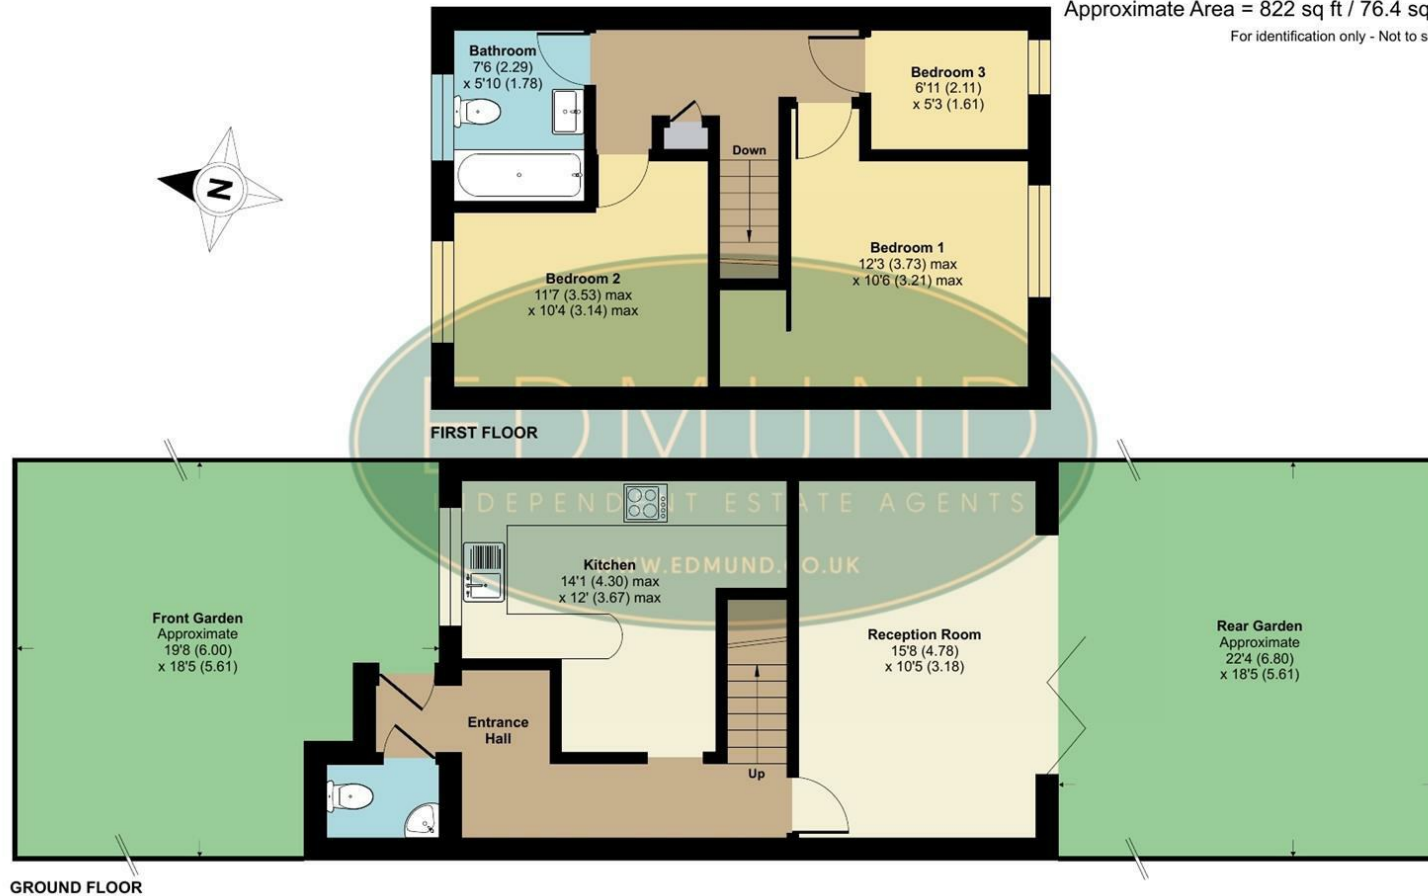 Approximate Area = 822 sq ft / 76.4 sq
For identification only - Not to s
Bathroom
7'6 (2.29)
x 5'10 (1.78)
Bedroom 3
6'11 (2.11)
x 5'3 (1.61)
N
Down
Bedroom 1
12'3 (3.73) max
x 10'6 (3.21) max
Bedroom 2
11'7 (3.53) max
x 10'4 (3.14) max
EDMUND
FIRST FLOOR
INDEPENDENT ESTATE AGENTS
WWW.EDMUND.CO.UK
Kitchen
14'1 (4.30) max
x 12' (3.67) max
Front Garden
Approximate
19'8 (6.00)
x 18'5 (5.61)
Reception Room
15'8 (4.78)
x 10'5 (3.18)
Rear Garden
Approximate
22'4 (6.80)
x 18'5 (5.61)
Entrance
Hall
Up
GROUND FLOOR